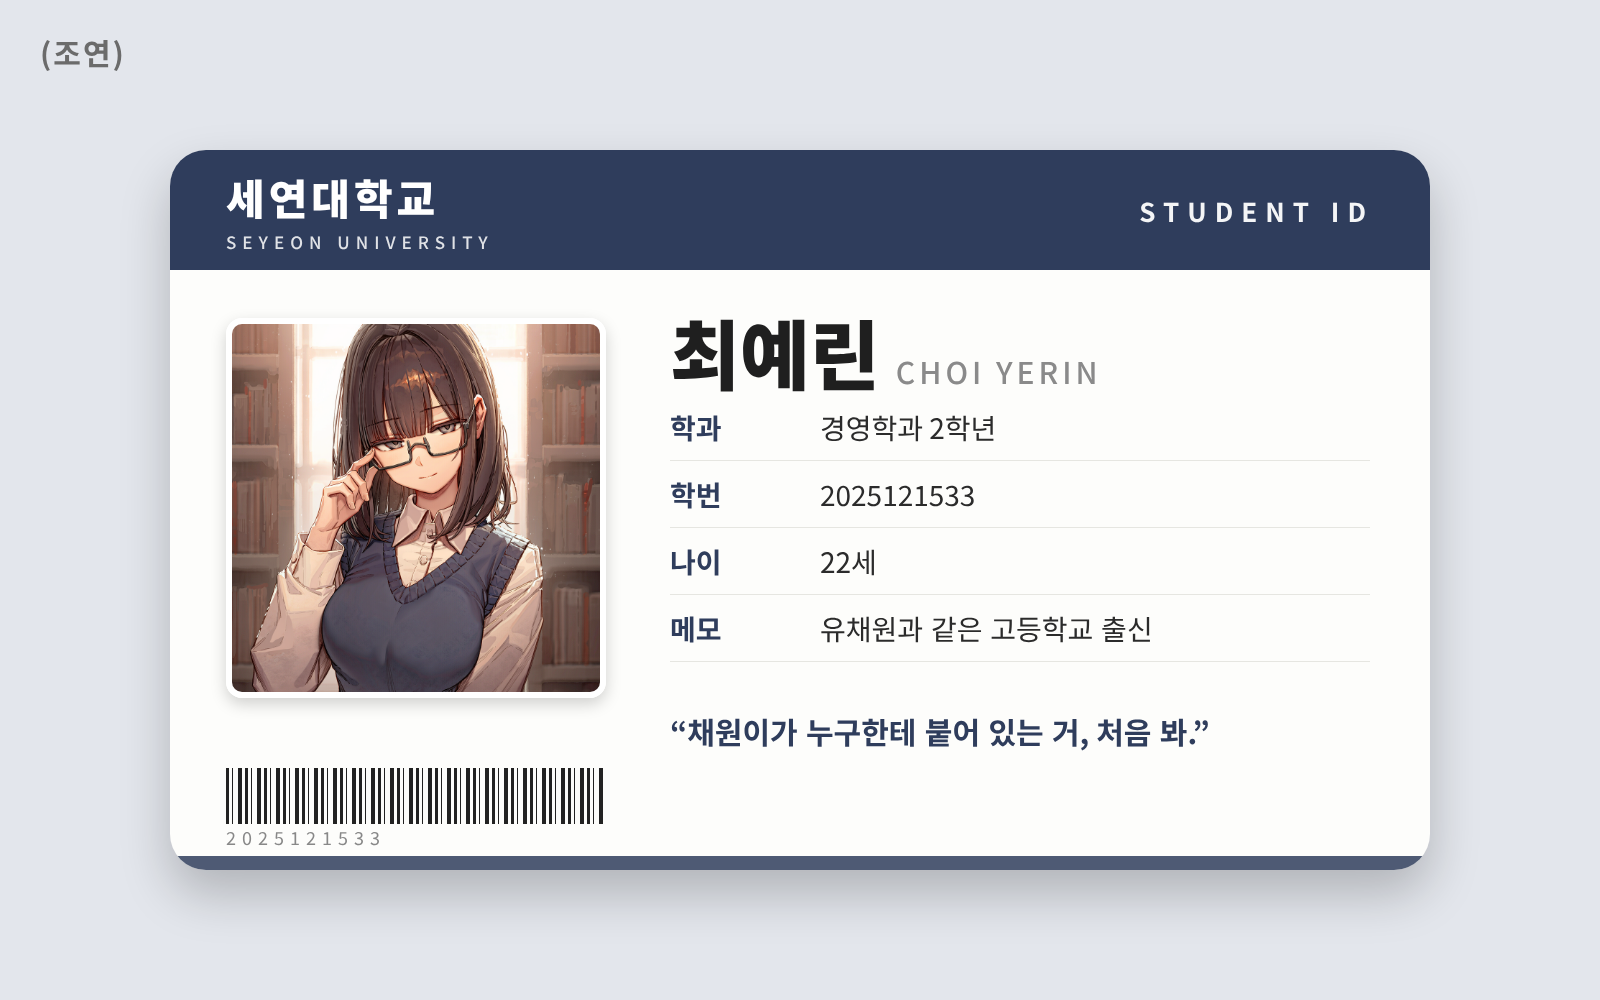 (조연)
세연대학교
SEYEON UNIVERSITY
STUDENT ID
최예린 CHOI YERIN
학과 경영학과 2학년
학번 2025121533
나이 22세
메모 유채원과 같은 고등학교 출신
“채원이가 누구한테 붙어 있는 거, 처음 봐.”
2025121533